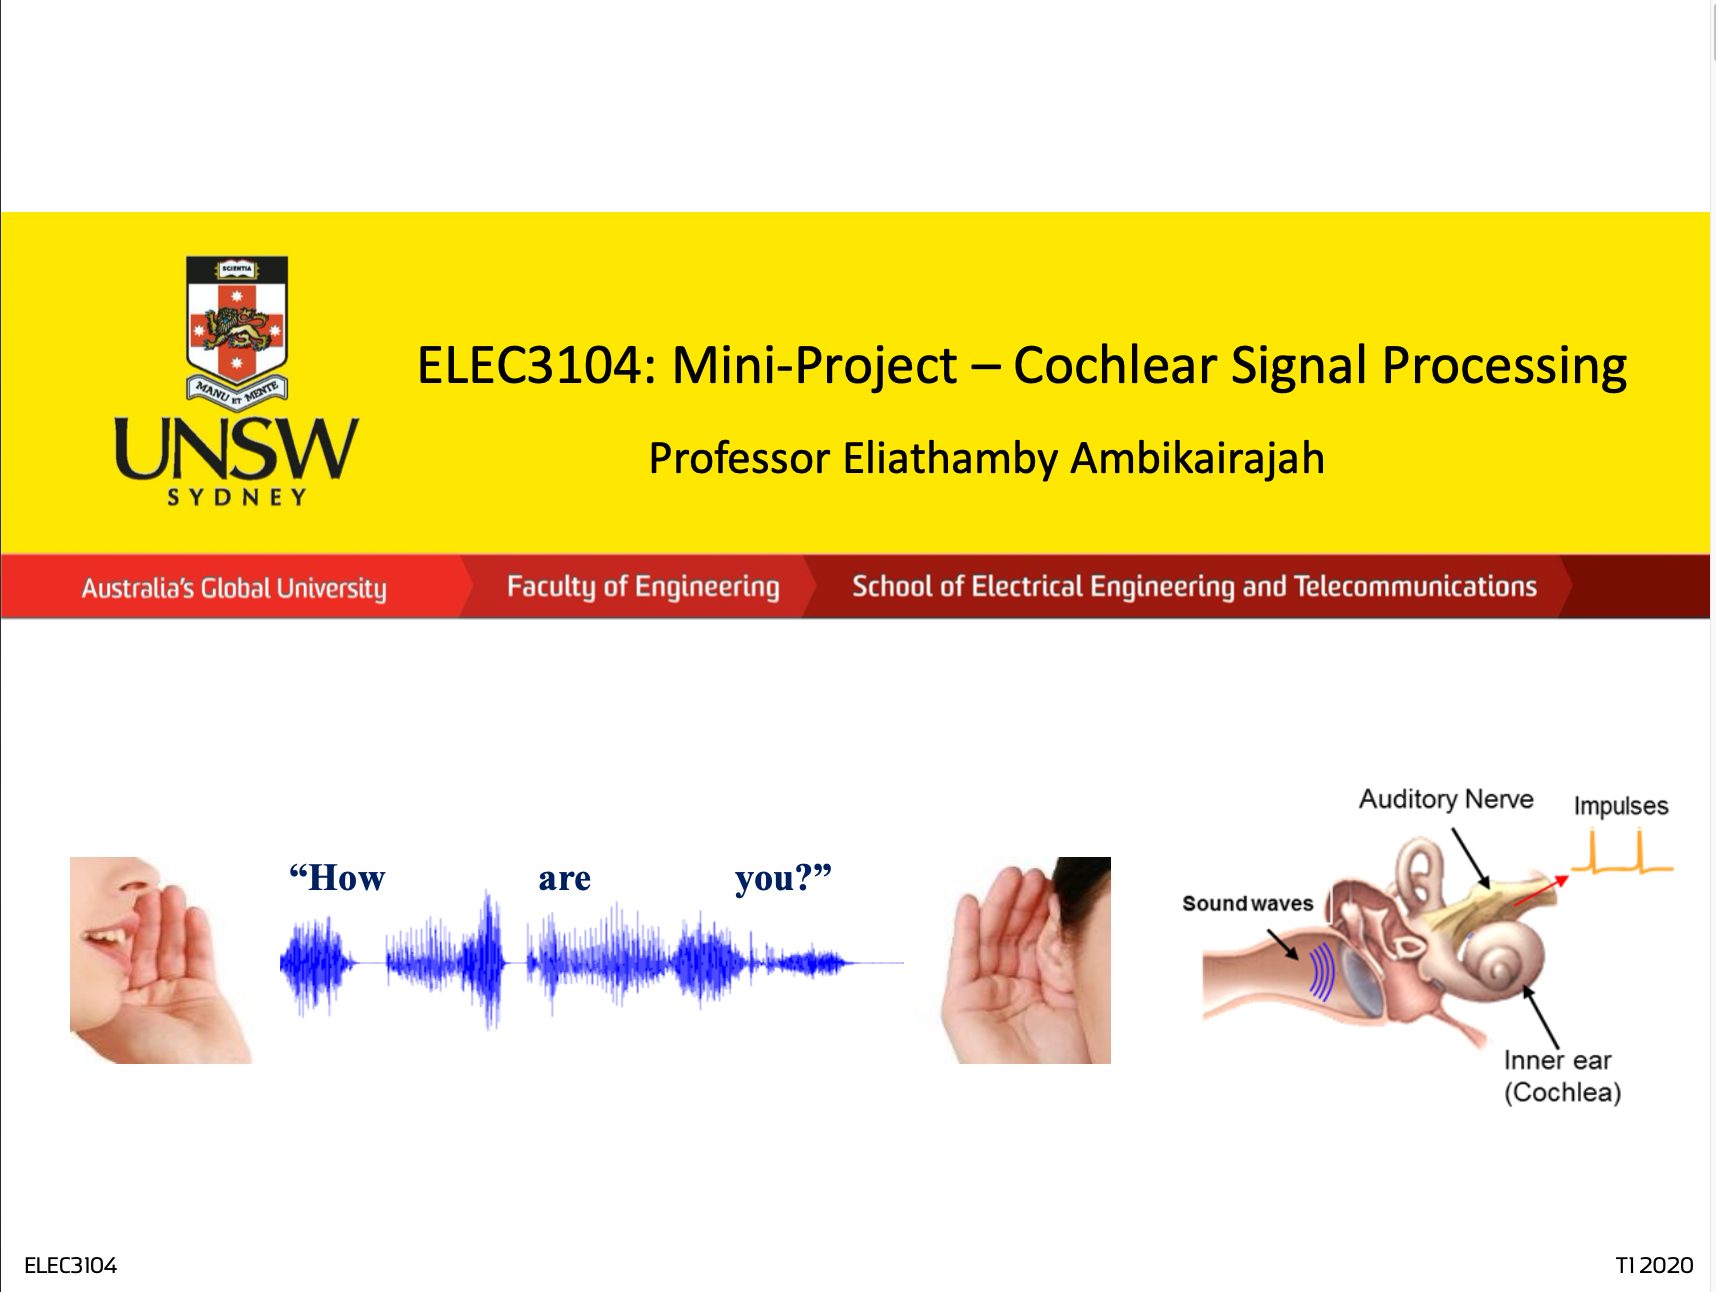 SCIENTIA
MANU ET MENTE
UNSW
SYDNEY
ELEC3104: Mini-Project – Cochlear Signal Processing
Professor Eliathamby Ambikairajah
Australia's Global University
Faculty of Engineering
School of Electrical Engineering and Telecommunications
“How are you?”
Auditory Nerve
Impulses
Sound waves
Inner ear
(Cochlea)
ELEC3104
T1 2020